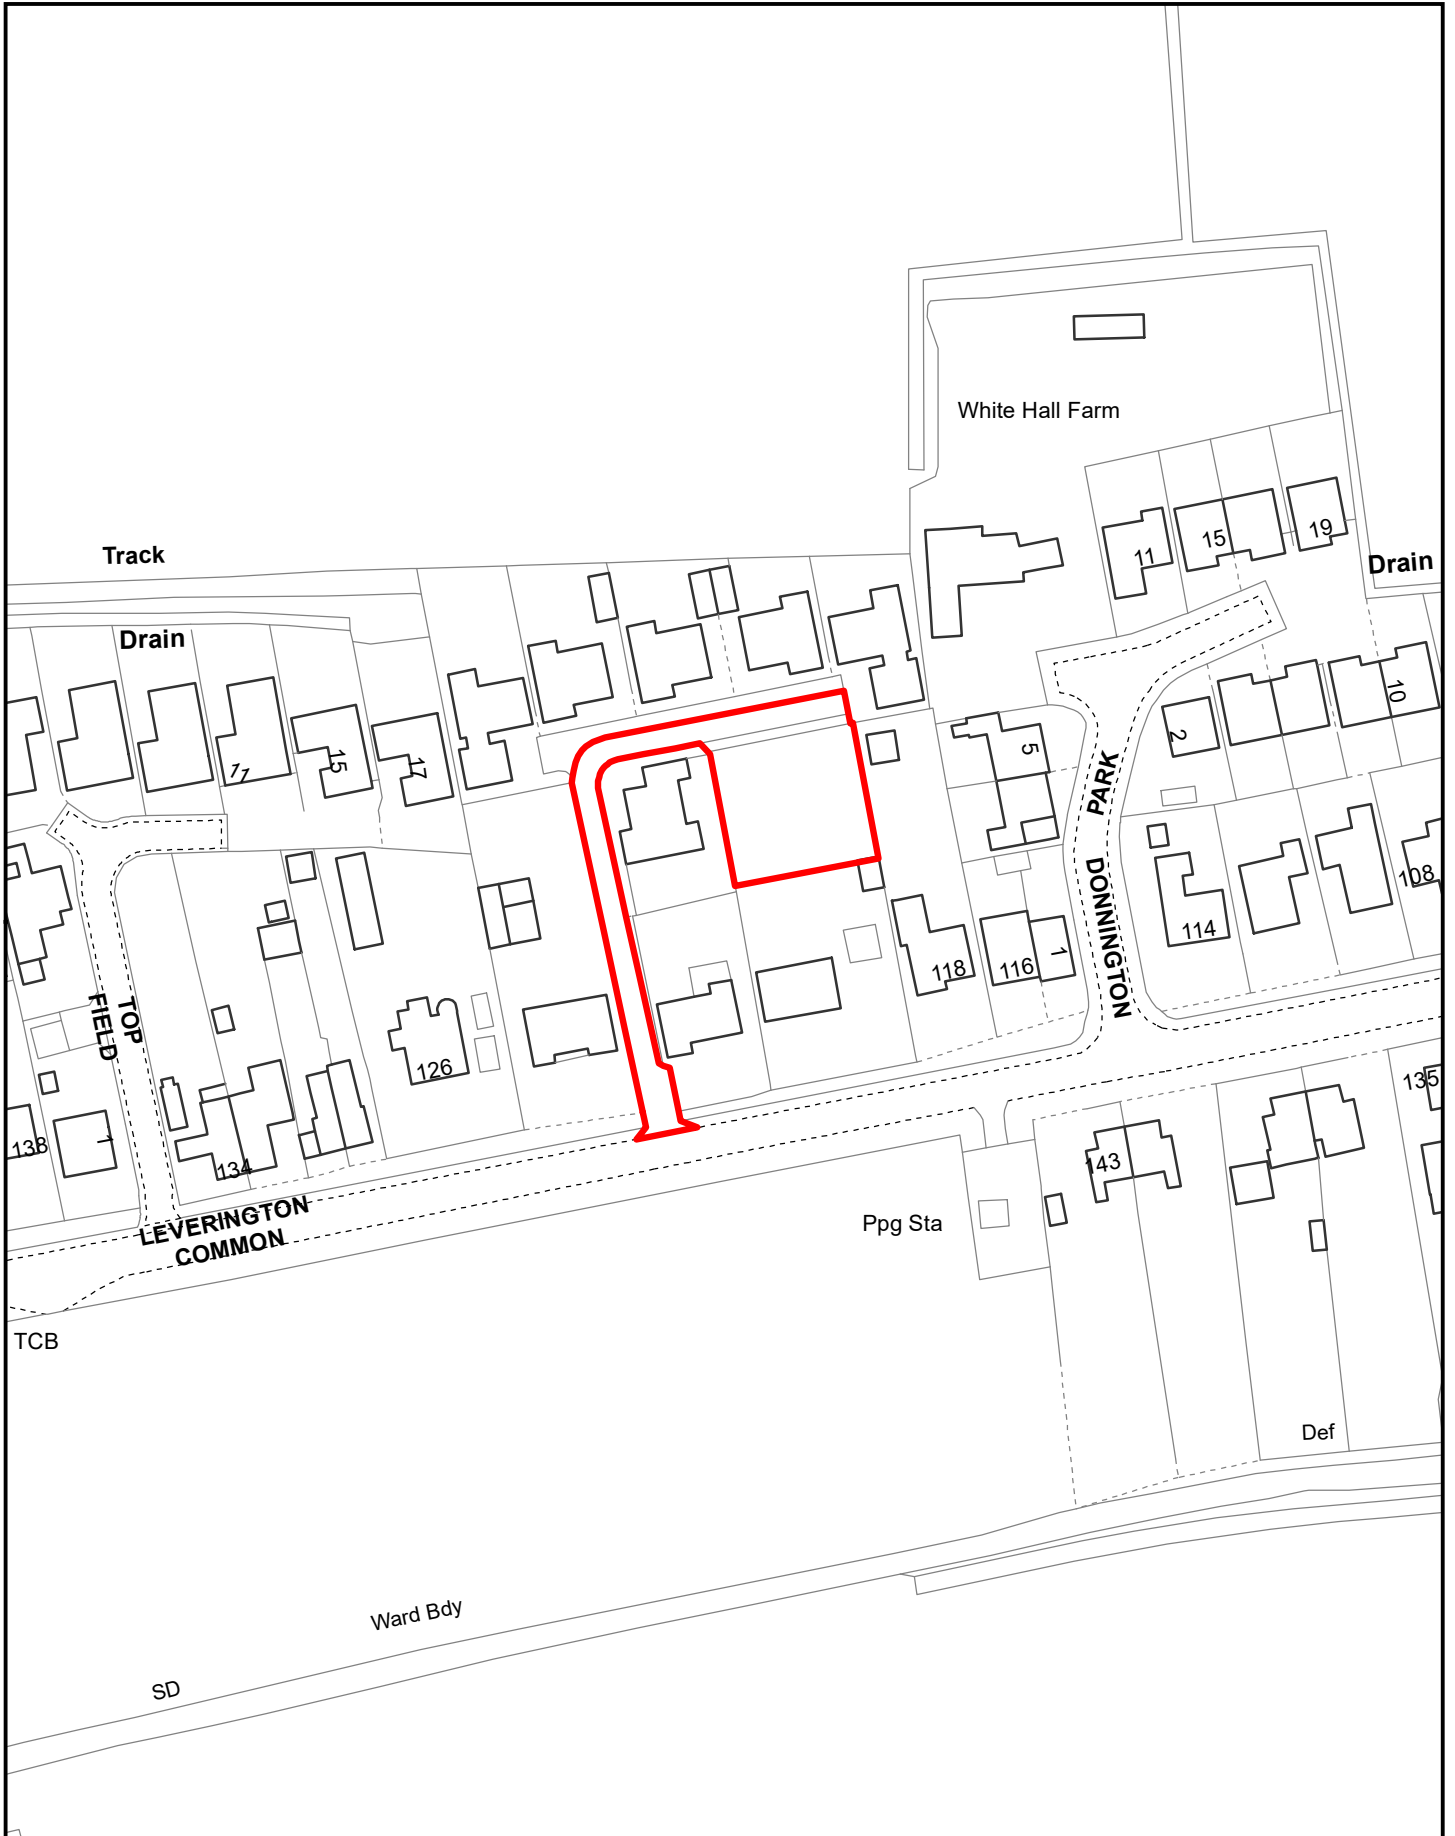 White Hall Farm
Track
11
15
19
Drain
Drain
10
5
2
15
17
11
PARK
DONNINGTON
108
114
118
116
1
TOP
FIELD
126
138
1
134
135
143
LEVERINGTON
COMMON
Ppg Sta
TCB
Def
Ward Bdy
SD